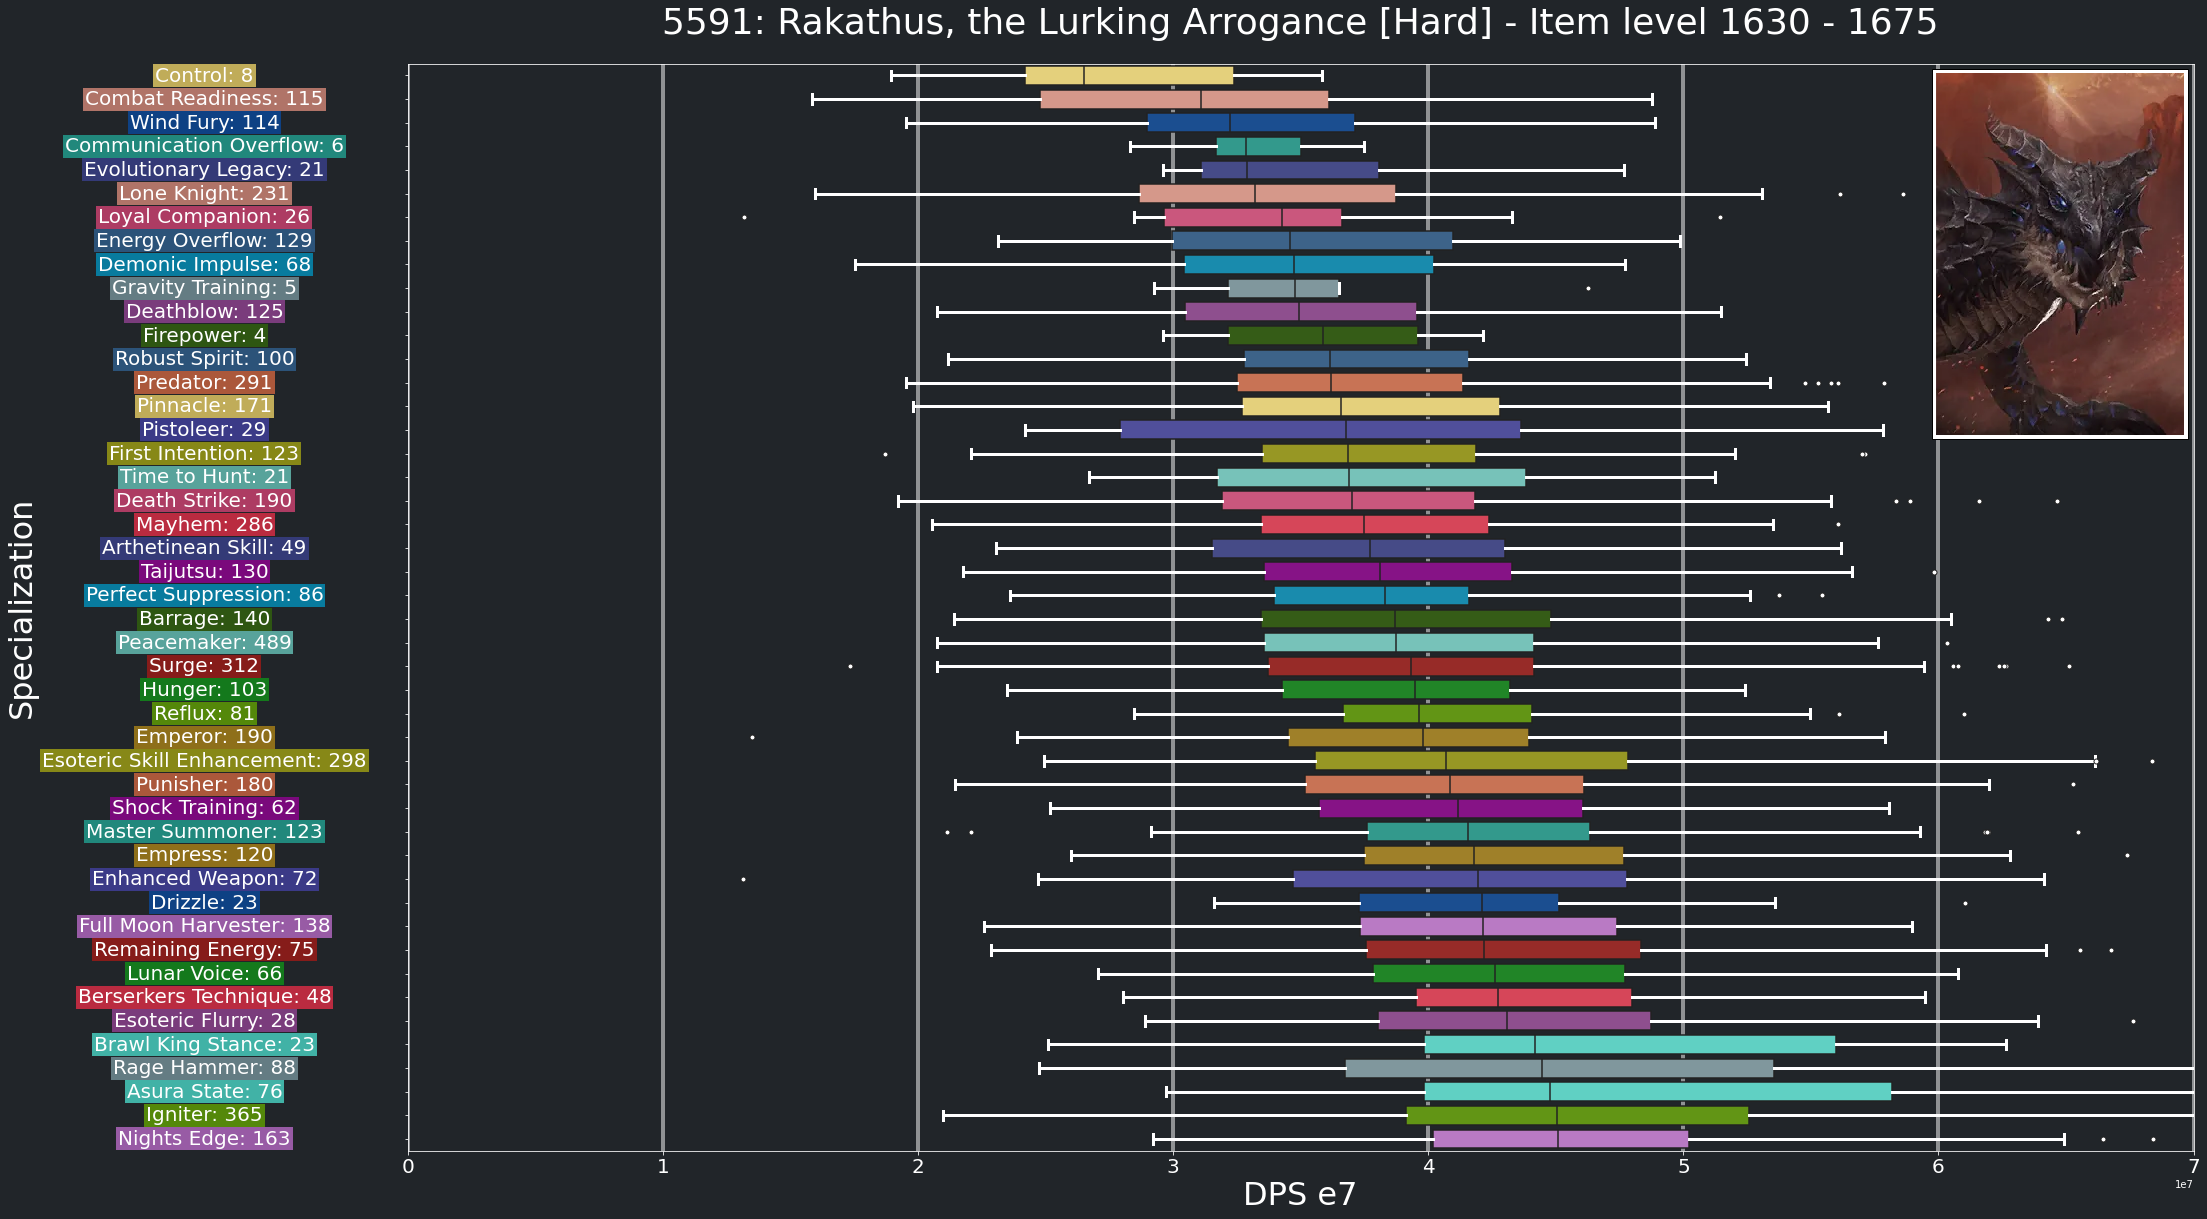 5591: Rakathus, the Lurking Arrogance [Hard] - Item level 1630 - 1675
Specialization
Control: 8
Combat Readiness: 115
Wind Fury: 114
Communication Overflow: 6
Evolutionary Legacy: 21
Lone Knight: 231
Loyal Companion: 26
Energy Overflow: 129
Demonic Impulse: 68
Gravity Training: 5
Deathblow: 125
Firepower: 4
Robust Spirit: 100
Predator: 291
Pinnacle: 171
Pistoleer: 29
First Intention: 123
Time to Hunt: 21
Death Strike: 190
Mayhem: 286
Arthetinean Skill: 49
Taijutsu: 130
Perfect Suppression: 86
Barrage: 140
Peacemaker: 489
Surge: 312
Hunger: 103
Reflux: 81
Emperor: 190
Esoteric Skill Enhancement: 298
Punisher: 180
Shock Training: 62
Master Summoner: 123
Empress: 120
Enhanced Weapon: 72
Drizzle: 23
Full Moon Harvester: 138
Remaining Energy: 75
Lunar Voice: 66
Berserkers Technique: 48
Esoteric Flurry: 28
Brawl King Stance: 23
Rage Hammer: 88
Asura State: 76
Igniter: 365
Nights Edge: 163
0 1 2 3 4 5 6 7
1e7
DPS e7